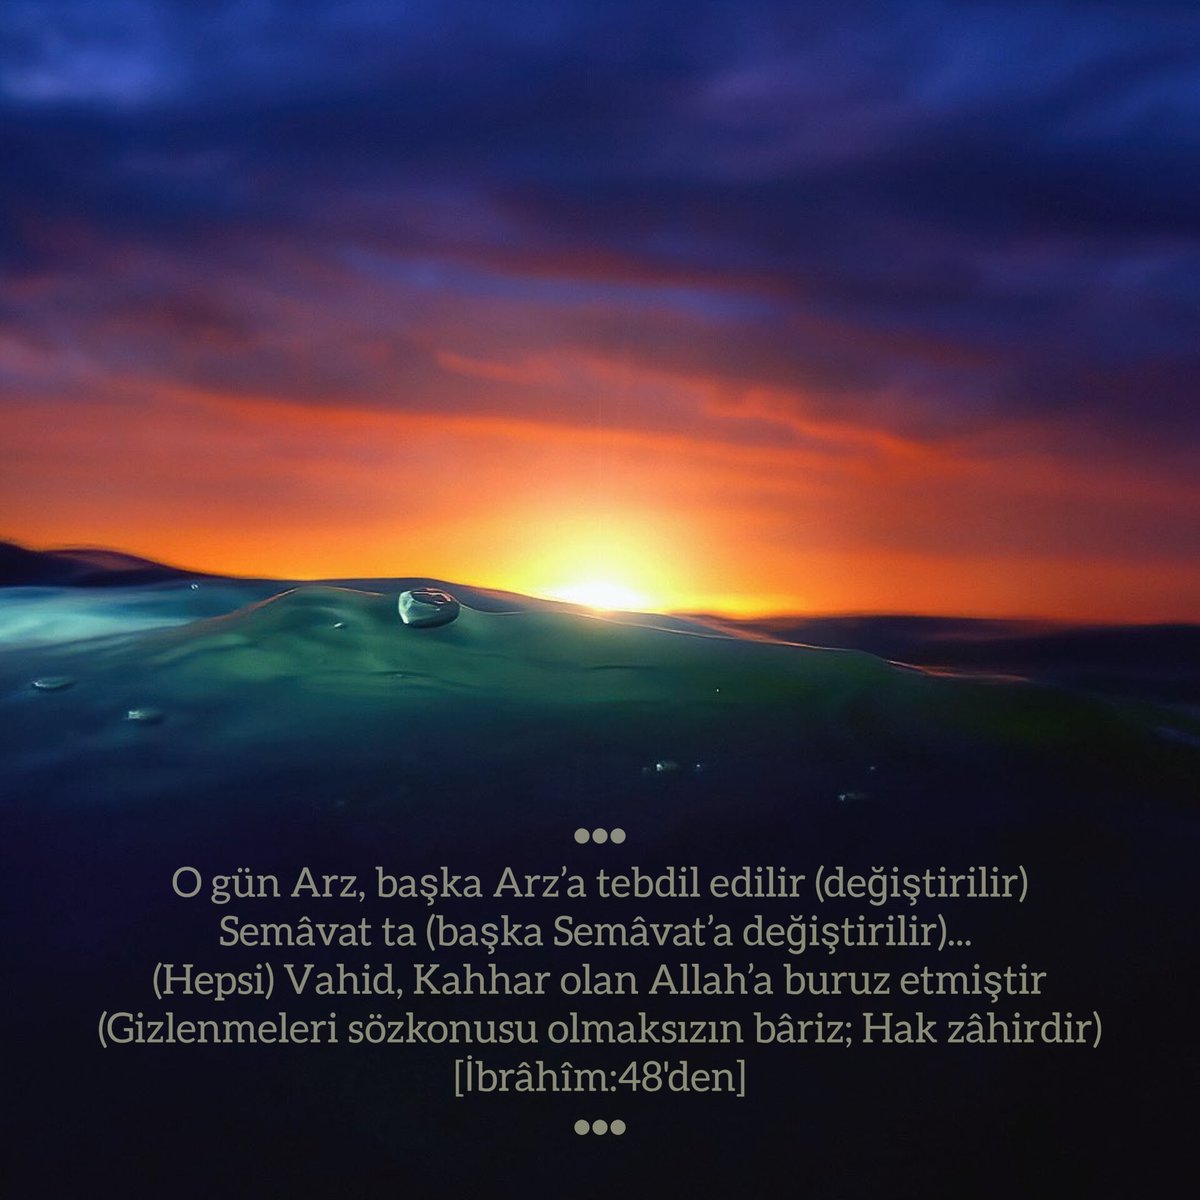 ●●●
O gün Arz, başka Arz’a tebdil edilir (değiştirilir)
Semâvat ta (başka Semâvat’a değiştirilir)...
(Hepsi) Vahid, Kahhar olan Allah’a buruz etmiştir
(Gizlenmeleri sözkonusu olmaksızın bâriz; Hak zâhirdir)
[İbrâhîm:48'den]
●●●